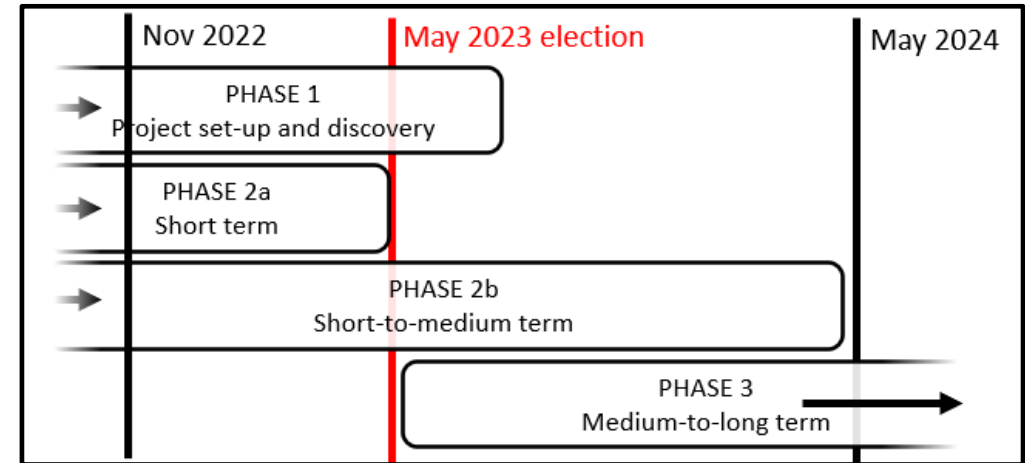 Nov 2022
May 2023 election
May 2024
PHASE 1
Project set-up and discovery
PHASE 2a
Short term
PHASE 2b
Short-to-medium term
PHASE 3
Medium-to-long term